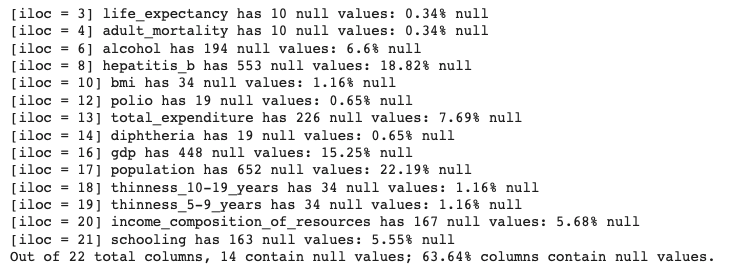 [iloc = 3] life_expectancy has 10 null values: 0.34% null
[iloc = 4] adult_mortality has 10 null values: 0.34% null
[iloc = 6] alcohol has 194 null values: 6.6% null
[iloc = 8] hepatitis_b has 553 null values: 18.82% null
[iloc = 10] bmi has 34 null values: 1.16% null
[iloc = 12] polio has 19 null values: 0.65% null
[iloc = 13] total_expenditure has 226 null values: 7.69% null
[iloc = 14] diphtheria has 19 null values: 0.65% null
[iloc = 16] gdp has 448 null values: 15.25% null
[iloc = 17] population has 652 null values: 22.19% null
[iloc = 18] thinness_10-19_years has 34 null values: 1.16% null
[iloc = 19] thinness_5-9_years has 34 null values: 1.16% null
[iloc = 20] income_composition_of_resources has 167 null values: 5.68% null
[iloc = 21] schooling has 163 null values: 5.55% null
Out of 22 total columns, 14 contain null values; 63.64% columns contain null values.